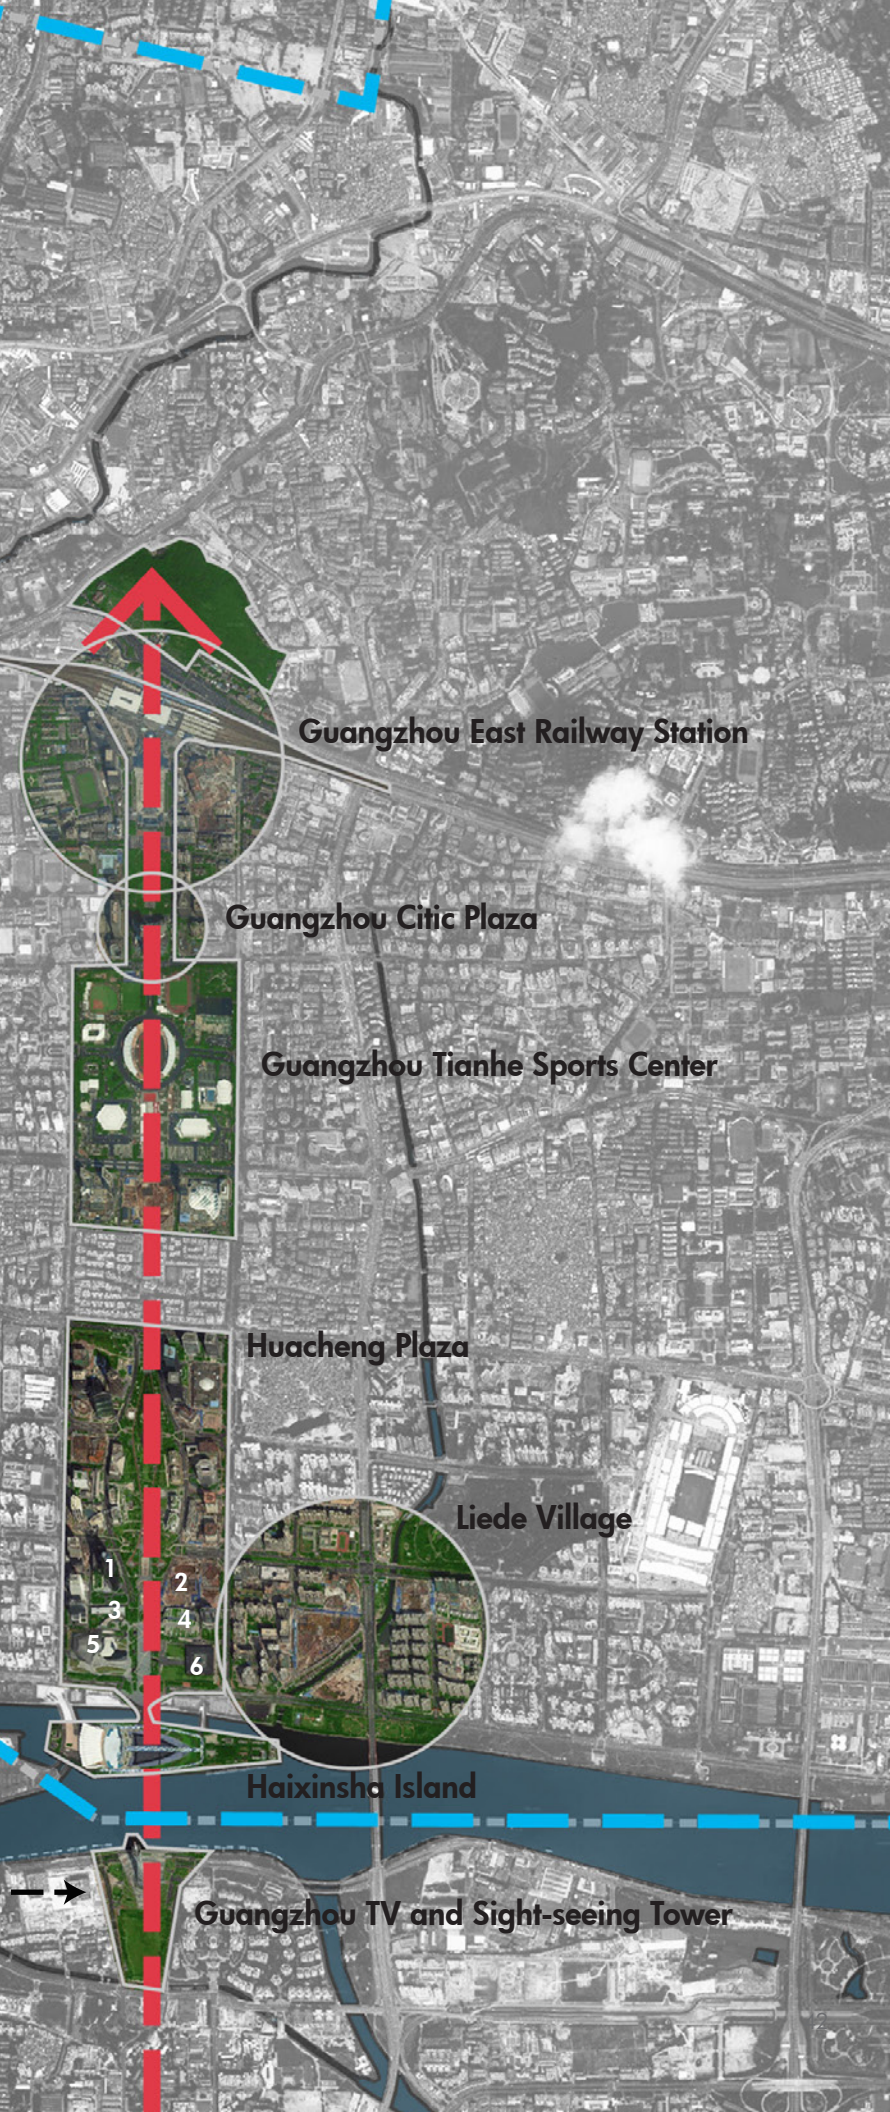 Guangzhou East Railway Station
Guangzhou Citic Plaza
Guangzhou Tianhe Sports Center
Huacheng Plaza
Liede Village
1
2
3
4
5
6
Haixinsha Island
Guangzhou TV and Sight-seeing Tower